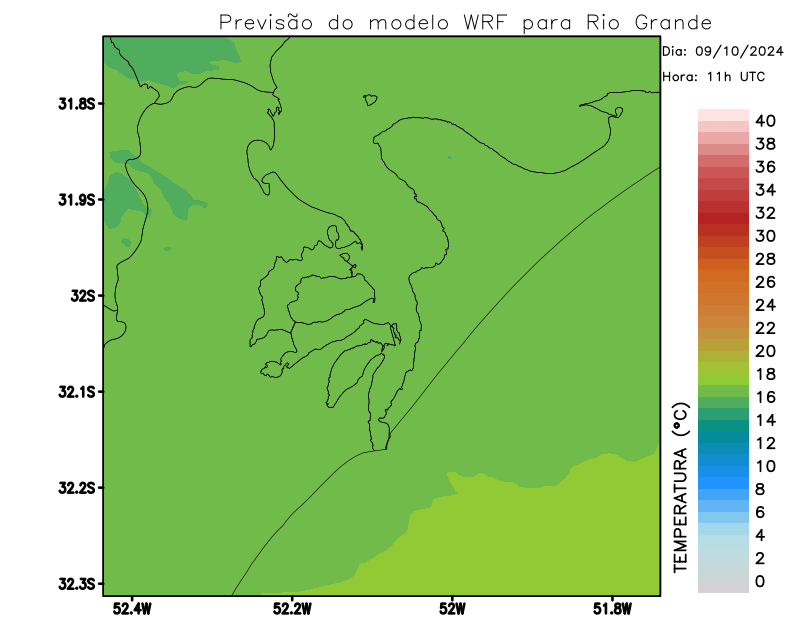 Previsão do modelo WRF para Rio Grande
Dia: 09/10/2024
Hora: 11h UTC
31.8S
31.9S
32S
32.1S
32.2S
32.3S
52.4W
52.2W
52W
51.8W
TEMPERATURA (ºC)
40
38
36
34
32
30
28
26
24
22
20
18
16
14
12
10
8
6
4
2
0